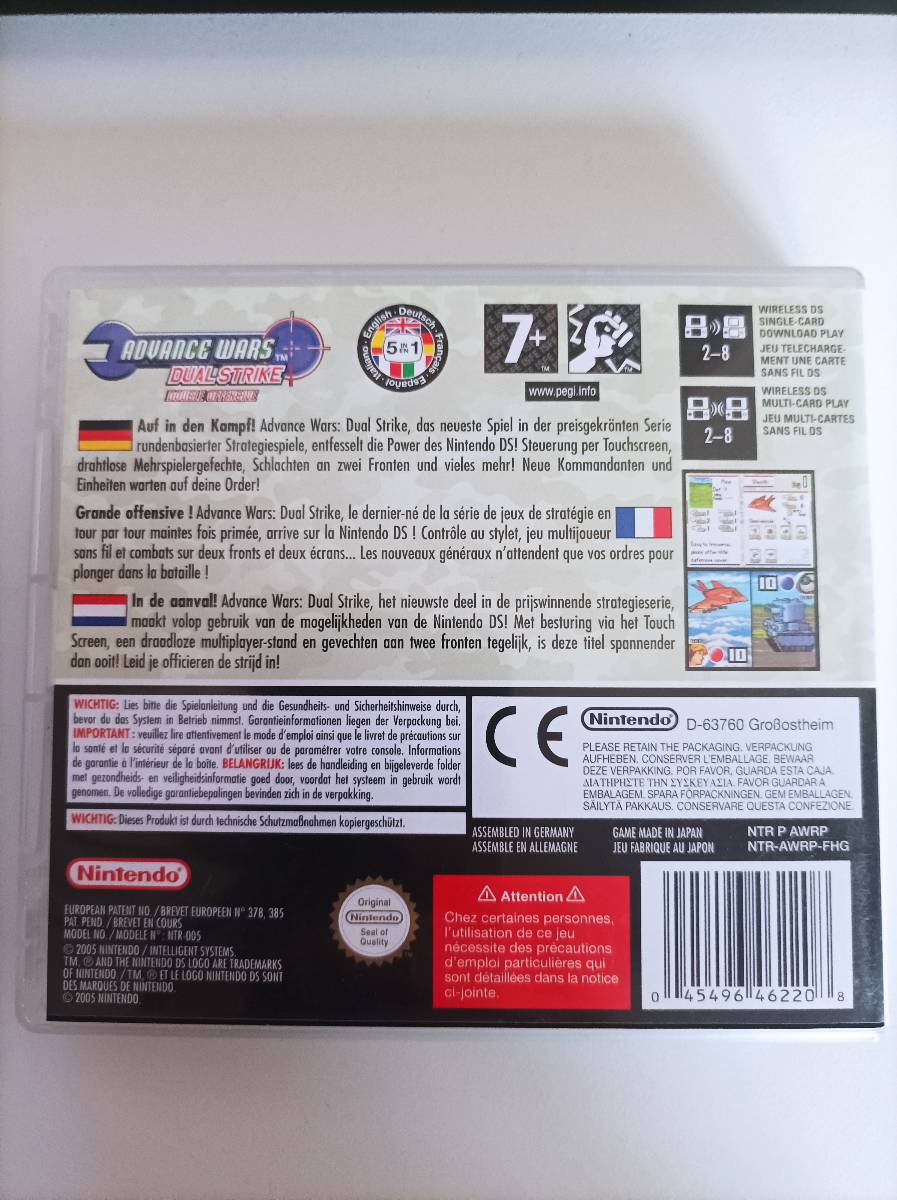 ADVANCE WARS TM
DUAL STRIKE
DOUBLE OFFENSIVE
English · Deutsch · Français · Español · Italiano
5 IN EN 1
7+
TM
TM
www.pegi.info
2–8
WIRELESS DS
SINGLE-CARD
DOWNLOAD PLAY
JEU TELECHARGE-
MENT UNE CARTE
SANS FIL DS
2–8
WIRELESS DS
MULTI-CARD PLAY
JEU MULTI-CARTES
SANS FIL DS
Auf in den Kampf! Advance Wars: Dual Strike, das neueste Spiel in der preisgekrönten Serie
rundenbasierter Strategiespiele, entfesselt die Power des Nintendo DS! Steuerung per Touchscreen,
drahtlose Mehrspielergefechte, Schlachten an zwei Fronten und vieles mehr! Neue Kommandanten und
Einheiten warten auf deine Order!
Grande offensive ! Advance Wars: Dual Strike, le dernier-né de la série de jeux de stratégie en
tour par tour maintes fois primée, arrive sur la Nintendo DS ! Contrôle au stylet, jeu multijoueur
sans fil et combats sur deux fronts et deux écrans... Les nouveaux généraux n'attendent que vos ordres pour
plonger dans la bataille !
In de aanval! Advance Wars: Dual Strike, het nieuwste deel in de prijswinnende strategieserie,
maakt volop gebruik van de mogelijkheden van de Nintendo DS! Met besturing via het Touch
Screen, een draadloze multiplayer-stand en gevechten aan twee fronten tegelijk, is deze titel spannender
dan ooit! Leid je officieren de strijd in!
10
10
WICHTIG: Lies bitte die Spielanleitung und die Gesundheits- und Sicherheitshinweise durch,
bevor du das System in Betrieb nimmst. Garantieinformationen liegen der Verpackung bei.
IMPORTANT : veuillez lire attentivement le mode d'emploi ainsi que le livret de précautions sur
la santé et la sécurité séparé avant d'utiliser ou de paramétrer votre console. Informations
de garantie à l'intérieur de la boîte. BELANGRIJK: lees de handleiding en bijgeleverde folder
met gezondheids- en veiligheidsinformatie goed door, voordat het systeem in gebruik wordt
genomen. De volledige garantiebepalingen bevinden zich in de verpakking.
WICHTIG: Dieses Produkt ist durch technische Schutzmaßnahmen kopiergeschützt.
CE
Nintendo® D-63760 Großostheim
PLEASE RETAIN THE PACKAGING. VERPACKUNG
AUFHEBEN. CONSERVER L'EMBALLAGE. BEWAAR
DEZE VERPAKKING. POR FAVOR, GUARDA ESTA CAJA.
ΔΙΑΤΗΡΗΣΤΕ ΤΗΝ ΣΥΣΚΕΥΑΣΙΑ. FAVOR GUARDAR A
EMBALAGEM. SPARA FÖRPACKNINGEN. GEM EMBALLAGEN.
SÄILYTÄ PAKKAUS. CONSERVARE QUESTA CONFEZIONE.
ASSEMBLED IN GERMANY
ASSEMBLE EN ALLEMAGNE
GAME MADE IN JAPAN
JEU FABRIQUE AU JAPON
NTR P AWRP
NTR-AWRP-FHG
Nintendo®
EUROPEAN PATENT NO. / BREVET EUROPEEN N° 378, 385
PAT. PEND. / BREVET EN COURS
MODEL NO. / MODELE N° : NTR-005
© 2005 NINTENDO / INTELLIGENT SYSTEMS.
TM, ® AND THE NINTENDO DS LOGO ARE TRADEMARKS
OF NINTENDO / TM, ® ET LE LOGO NINTENDO DS SONT
DES MARQUES DE NINTENDO.
© 2005 NINTENDO.
Original
Nintendo
Seal of
Quality
Attention
Chez certaines personnes,
l'utilisation de ce jeu
nécessite des précautions
d'emploi particulières qui
sont détaillées dans la notice
ci-jointe.
0 45496 46220 8